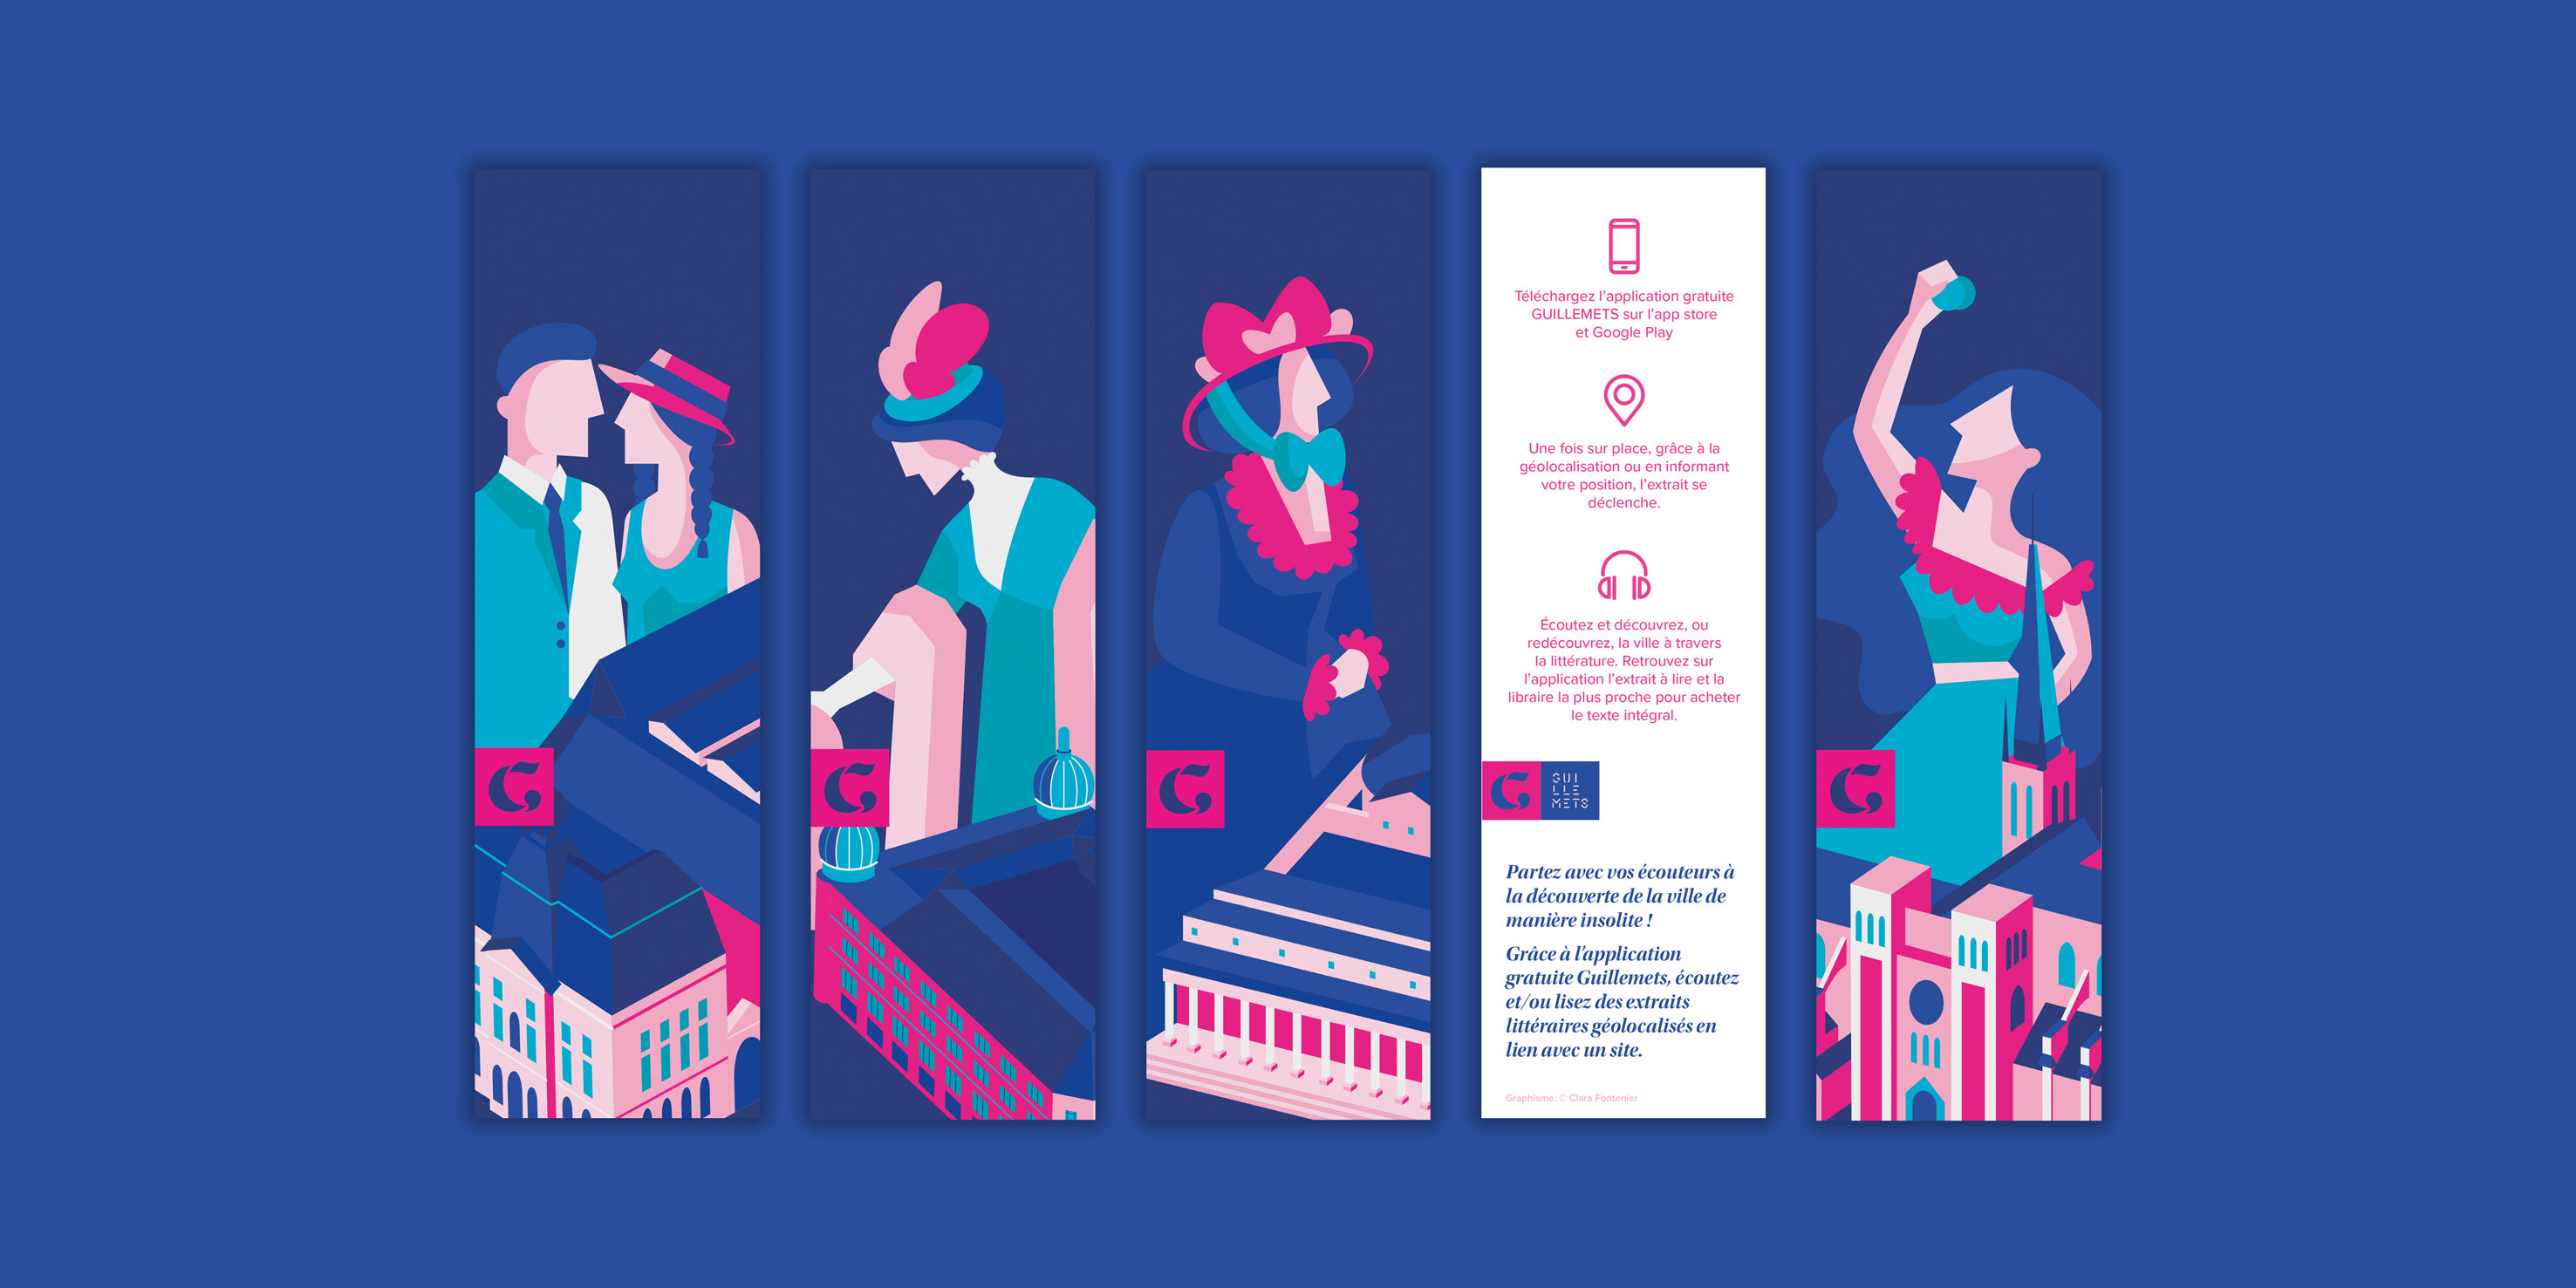 Téléchargez l'application gratuite
GUILLEMETS sur l'app store
et Google Play
Une fois sur place, grâce à la
géolocalisation ou en informant
votre position, l'extrait se
déclenche.
Écoutez et découvrez, ou
redécouvrez, la ville à travers
la littérature. Retrouvez sur
l'application l'extrait à lire et la
libraire la plus proche pour acheter
le texte intégral.
GUI
LLE
METS
Partez avec vos écouteurs à
la découverte de la ville de
manière insolite !
Grâce à l'application
gratuite Guillemets, écoutez
et/ou lisez des extraits
littéraires géolocalisés en
lien avec un site.
Graphisme : © Clara Fontenier